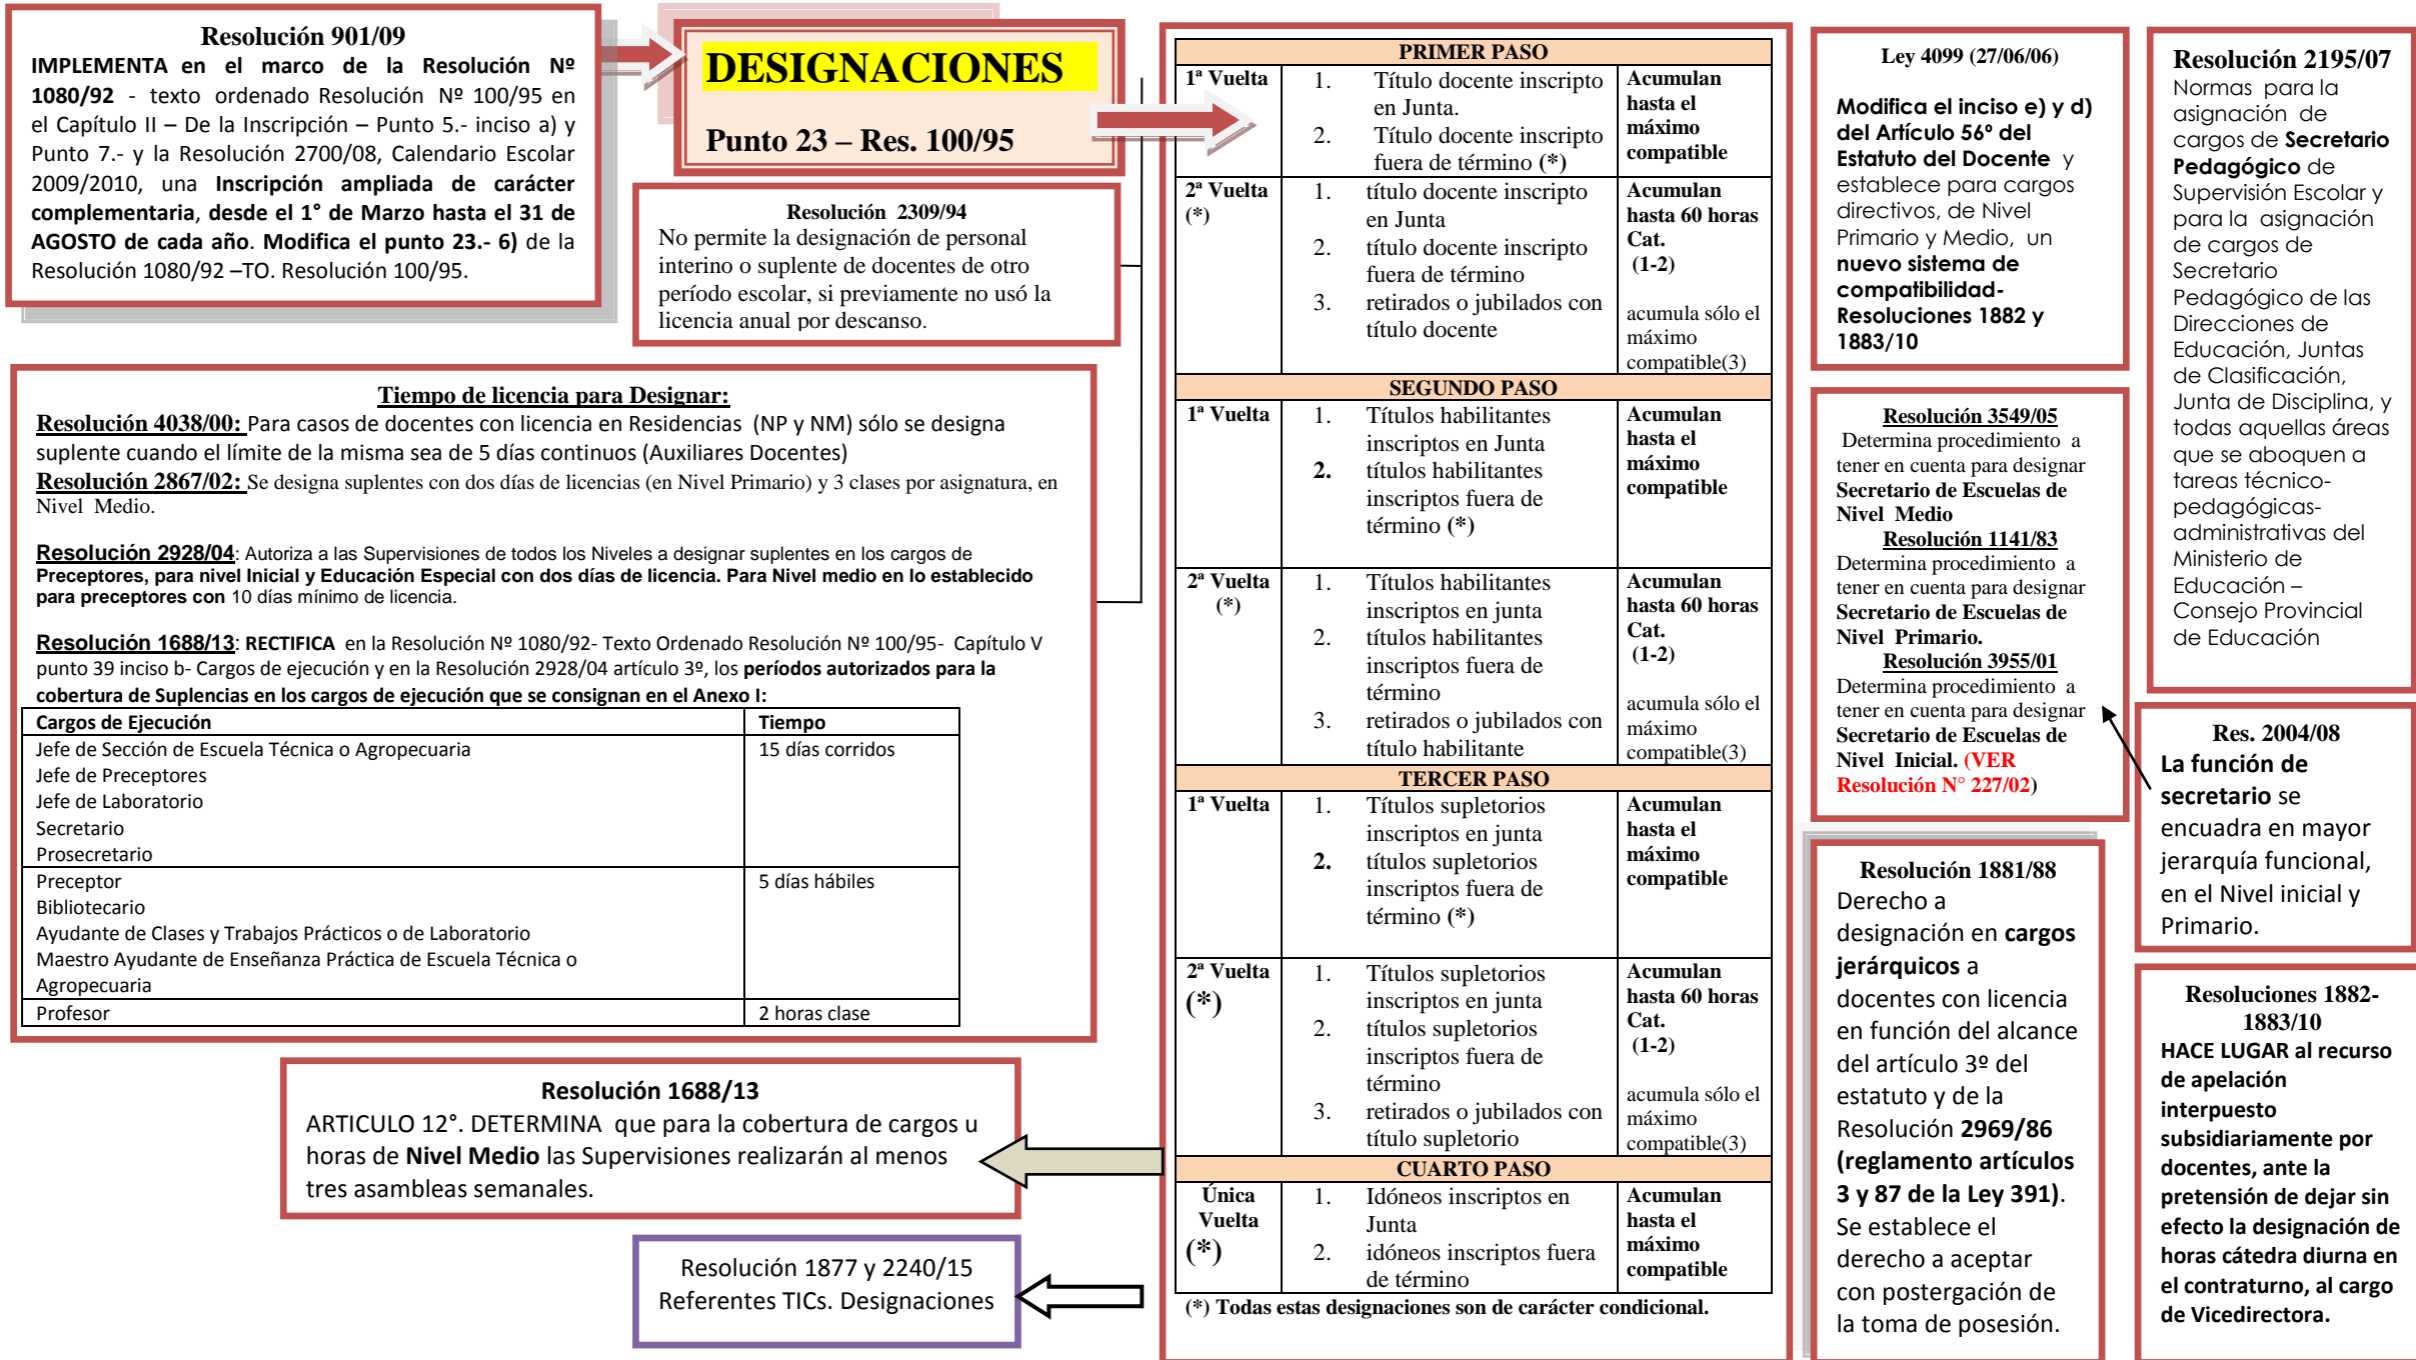 Resolución 901/09
IMPLEMENTA en el marco de la Resolución Nº
1080/92 - texto ordenado Resolución Nº 100/95 en
el Capítulo II – De la Inscripción – Punto 5.- inciso a) y
Punto 7.- y la Resolución 2700/08, Calendario Escolar
2009/2010, una Inscripción ampliada de carácter
complementaria, desde el 1° de Marzo hasta el 31 de
AGOSTO de cada año. Modifica el punto 23.- 6) de la
Resolución 1080/92 –TO. Resolución 100/95.
DESIGNACIONES
Punto 23 – Res. 100/95
Resolución 2309/94
No permite la designación de personal
interino o suplente de docentes de otro
período escolar, si previamente no usó la
licencia anual por descanso.
Tiempo de licencia para Designar:
Resolución 4038/00: Para casos de docentes con licencia en Residencias (NP y NM) sólo se designa
suplente cuando el límite de la misma sea de 5 días continuos (Auxiliares Docentes)
Resolución 2867/02: Se designa suplentes con dos días de licencias (en Nivel Primario) y 3 clases por asignatura, en
Nivel Medio.
Resolución 2928/04: Autoriza a las Supervisiones de todos los Niveles a designar suplentes en los cargos de
Preceptores, para nivel Inicial y Educación Especial con dos días de licencia. Para Nivel medio en lo establecido
para preceptores con 10 días mínimo de licencia.
Resolución 1688/13: RECTIFICA en la Resolución Nº 1080/92- Texto Ordenado Resolución Nº 100/95- Capítulo V
punto 39 inciso b- Cargos de ejecución y en la Resolución 2928/04 artículo 3º, los períodos autorizados para la
cobertura de Suplencias en los cargos de ejecución que se consignan en el Anexo I:
Cargos de Ejecución Tiempo
Jefe de Sección de Escuela Técnica o Agropecuaria 15 días corridos
Jefe de Preceptores
Jefe de Laboratorio
Secretario
Prosecretario
Preceptor 5 días hábiles
Bibliotecario
Ayudante de Clases y Trabajos Prácticos o de Laboratorio
Maestro Ayudante de Enseñanza Práctica de Escuela Técnica o
Agropecuaria
Profesor 2 horas clase
Resolución 1688/13
ARTICULO 12°. DETERMINA que para la cobertura de cargos u
horas de Nivel Medio las Supervisiones realizarán al menos
tres asambleas semanales.
Resolución 1877 y 2240/15
Referentes TICs. Designaciones
PRIMER PASO
1ª Vuelta
1. Título docente inscripto
en Junta.
2. Título docente inscripto
fuera de término (*)
Acumulan
hasta el
máximo
compatible
2ª Vuelta
(*)
1. título docente inscripto
en Junta
2. título docente inscripto
fuera de término
3. retirados o jubilados con
título docente
Acumulan
hasta 60 horas
Cat.
(1-2)
acumula sólo el
máximo
compatible(3)
SEGUNDO PASO
1ª Vuelta
1. Títulos habilitantes
inscriptos en Junta
2. títulos habilitantes
inscriptos fuera de
término (*)
Acumulan
hasta el
máximo
compatible
2ª Vuelta
(*)
1. Títulos habilitantes
inscriptos en junta
2. títulos habilitantes
inscriptos fuera de
término
3. retirados o jubilados con
título habilitante
Acumulan
hasta 60 horas
Cat.
(1-2)
acumula sólo el
máximo
compatible(3)
TERCER PASO
1ª Vuelta
1. Títulos supletorios
inscriptos en junta
2. títulos supletorios
inscriptos fuera de
término (*)
Acumulan
hasta el
máximo
compatible
2ª Vuelta
(*)
1. Títulos supletorios
inscriptos en junta
2. títulos supletorios
inscriptos fuera de
término
3. retirados o jubilados con
título supletorio
Acumulan
hasta 60 horas
Cat.
(1-2)
acumula sólo el
máximo
compatible(3)
CUARTO PASO
Única
Vuelta
(*)
1. Idóneos inscriptos en
Junta
2. idóneos inscriptos fuera
de término
Acumulan
hasta el
máximo
compatible
(*) Todas estas designaciones son de carácter condicional.
Ley 4099 (27/06/06)
Modifica el inciso e) y d)
del Artículo 56º del
Estatuto del Docente y
establece para cargos
directivos, de Nivel
Primario y Medio, un
nuevo sistema de
compatibilidad-
Resoluciones 1882 y
1883/10
Resolución 3549/05
Determina procedimiento a
tener en cuenta para designar
Secretario de Escuelas de
Nivel Medio
Resolución 1141/83
Determina procedimiento a
tener en cuenta para designar
Secretario de Escuelas de
Nivel Primario.
Resolución 3955/01
Determina procedimiento a
tener en cuenta para designar
Secretario de Escuelas de
Nivel Inicial. (VER
Resolución N° 227/02)
Resolución 1881/88
Derecho a
designación en cargos
jerárquicos a
docentes con licencia
en función del alcance
del artículo 3º del
estatuto y de la
Resolución 2969/86
(reglamento artículos
3 y 87 de la Ley 391).
Se establece el
derecho a aceptar
con postergación de
la toma de posesión.
Resolución 2195/07
Normas para la
asignación de
cargos de Secretario
Pedagógico de
Supervisión Escolar y
para la asignación
de cargos de
Secretario
Pedagógico de las
Direcciones de
Educación, Juntas
de Clasificación,
Junta de Disciplina, y
todas aquellas áreas
que se aboquen a
tareas técnico-
pedagógicas-
administrativas del
Ministerio de
Educación –
Consejo Provincial
de Educación
Res. 2004/08
La función de
secretario se
encuadra en mayor
jerarquía funcional,
en el Nivel inicial y
Primario.
Resoluciones 1882-
1883/10
HACE LUGAR al recurso
de apelación
interpuesto
subsidiariamente por
docentes, ante la
pretensión de dejar sin
efecto la designación de
horas cátedra diurna en
el contraturno, al cargo
de Vicedirectora.